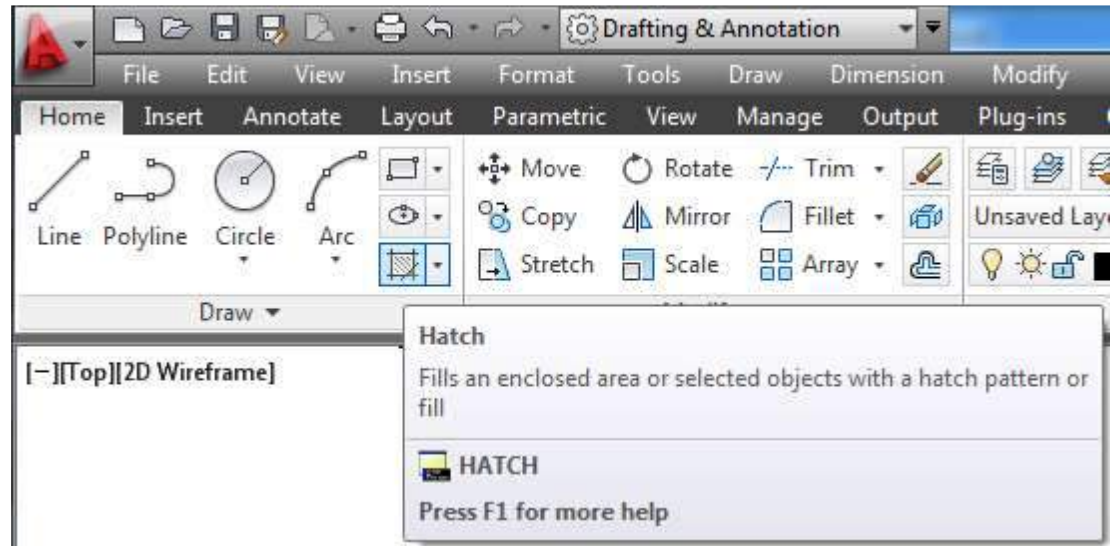 Drafting & Annotation
File Edit View Insert Format Tools Draw Dimension Modify
Home Insert Annotate Layout Parametric View Manage Output Plug-ins
Move Rotate Trim
Line Polyline Circle Arc Copy Mirror Fillet Unsaved Lay
Stretch Scale Array
Draw
Hatch
[−][Top][2D Wireframe]
Fills an enclosed area or selected objects with a hatch pattern or
fill
HATCH
Press F1 for more help